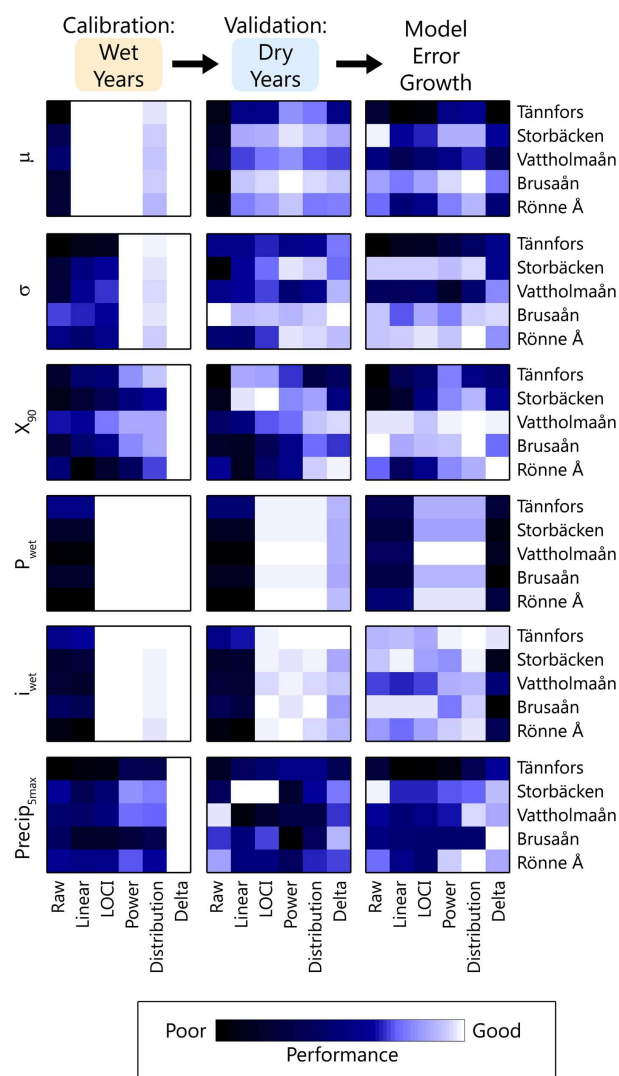 Calibration:
Wet
Years
Validation:
Dry
Years
Model
Error
Growth
μ
Tännfors
Storbäcken
Vattholmaån
Brusaån
Rönne Å
σ
Tännfors
Storbäcken
Vattholmaån
Brusaån
Rönne Å
X90
Tännfors
Storbäcken
Vattholmaån
Brusaån
Rönne Å
Pwet
Tännfors
Storbäcken
Vattholmaån
Brusaån
Rönne Å
iwet
Tännfors
Storbäcken
Vattholmaån
Brusaån
Rönne Å
Precip5max
Tännfors
Storbäcken
Vattholmaån
Brusaån
Rönne Å
Raw
Linear
LOCI
Power
Distribution
Delta
Raw
Linear
LOCI
Power
Distribution
Delta
Raw
Linear
LOCI
Power
Distribution
Delta
Poor Good
Performance